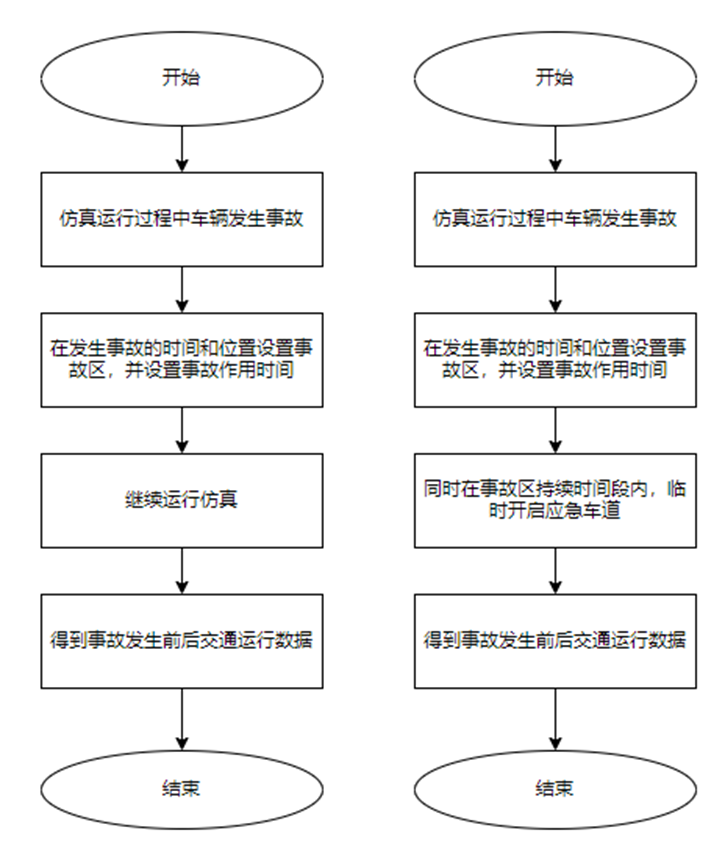 开始
仿真运行过程中车辆发生事故
在发生事故的时间和位置设置事
故区，并设置事故作用时间
继续运行仿真
得到事故发生前后交通运行数据
结束
开始
仿真运行过程中车辆发生事故
在发生事故的时间和位置设置事
故区，并设置事故作用时间
同时在事故区持续时间段内，临
时开启应急车道
得到事故发生前后交通运行数据
结束